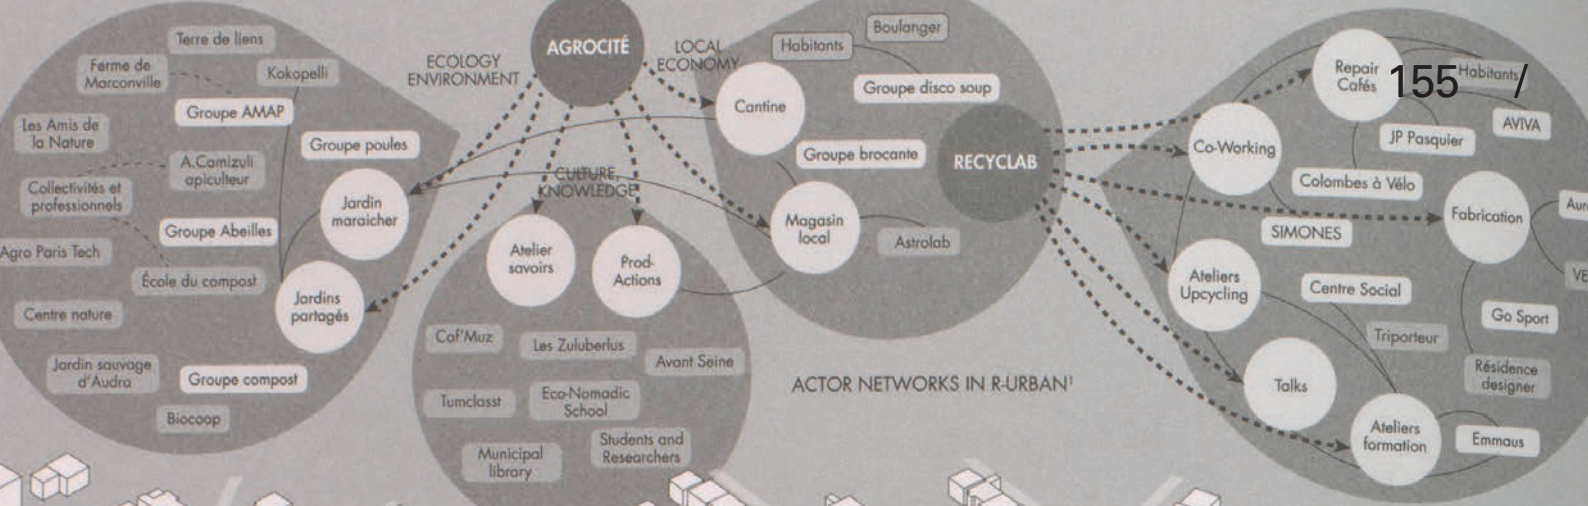 Terre de liens
Ferme de
Marconville
Kokopelli
Groupe AMAP
Les Amis de
la Nature
Groupe poules
A.Camizuli
apiculteur
Collectivités et
professionnels
Jardin
maraicher
Groupe Abeilles
Agro Paris Tech
École du compost
Jardins
partagés
Centre nature
Jardin sauvage
d'Audra
Groupe compost
Biocoop
ECOLOGY
ENVIRONMENT
AGROCITÉ
LOCAL
ECONOMY
CULTURE,
KNOWLEDGE
Atelier
savoirs
Prod-
Actions
Caf'Muz
Les Zuluberlus
Avant Seine
Tumclasst
Eco-Nomadic
School
Municipal
library
Students and
Researchers
Boulanger
Habitants
Cantine
Groupe disco soup
Groupe brocante
RECYCLAB
Magasin
local
Astrolab
ACTOR NETWORKS IN R-URBAN¹
Repair
Cafés
155 /
Habitants
AVIVA
JP Pasquier
Co-Working
Colombes à Vélo
Fabrication
SIMONES
Ateliers
Upcycling
Centre Social
Go Sport
Triporteur
Résidence
designer
Talks
Ateliers
formation
Emmaus